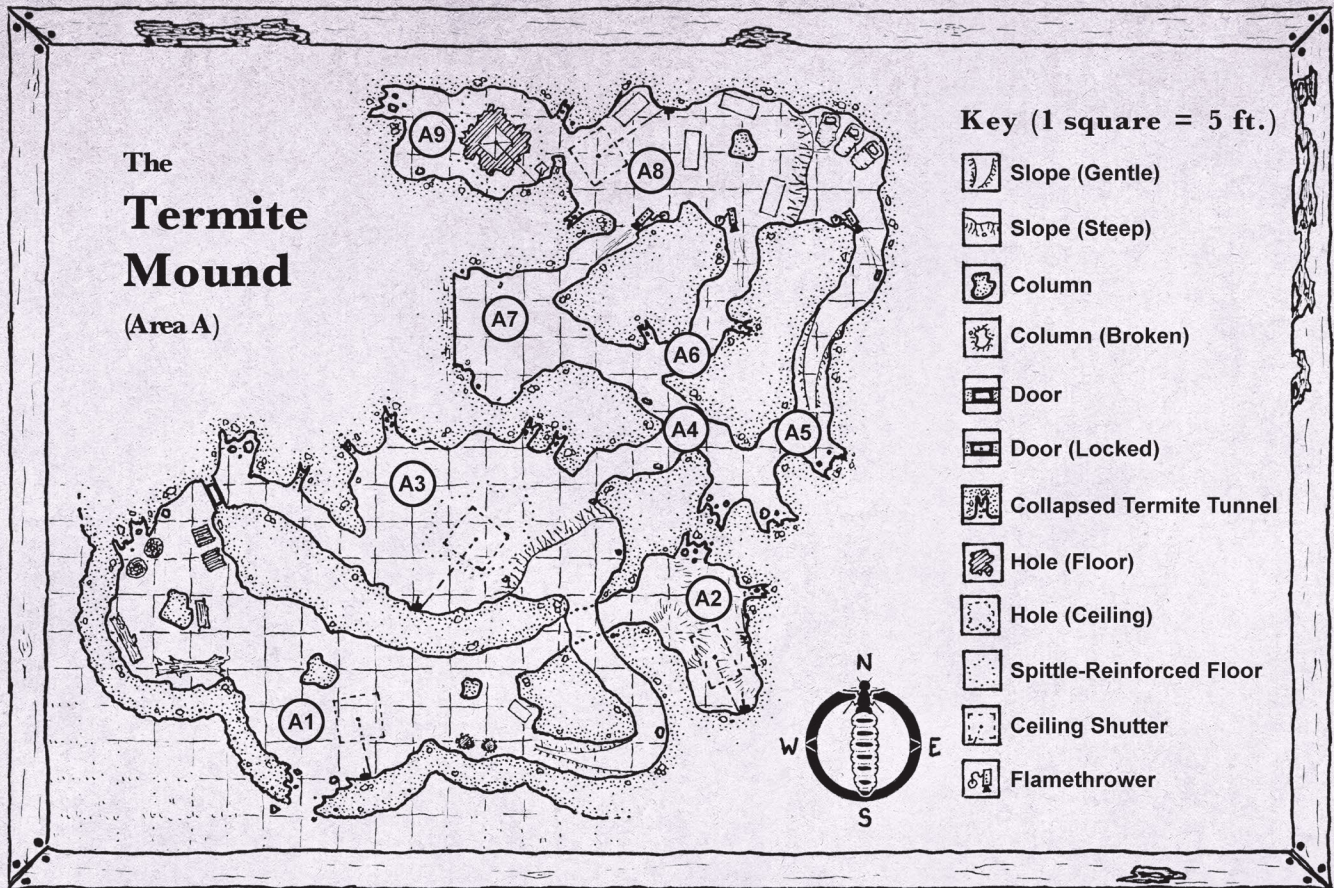 The
Termite
Mound
(Area A)
A9
A8
A7
A6
A4
A5
A3
A2
A1
N
W
E
S
Key (1 square = 5 ft.)
Slope (Gentle)
Slope (Steep)
Column
Column (Broken)
Door
Door (Locked)
Collapsed Termite Tunnel
Hole (Floor)
Hole (Ceiling)
Spittle-Reinforced Floor
Ceiling Shutter
Flamethrower